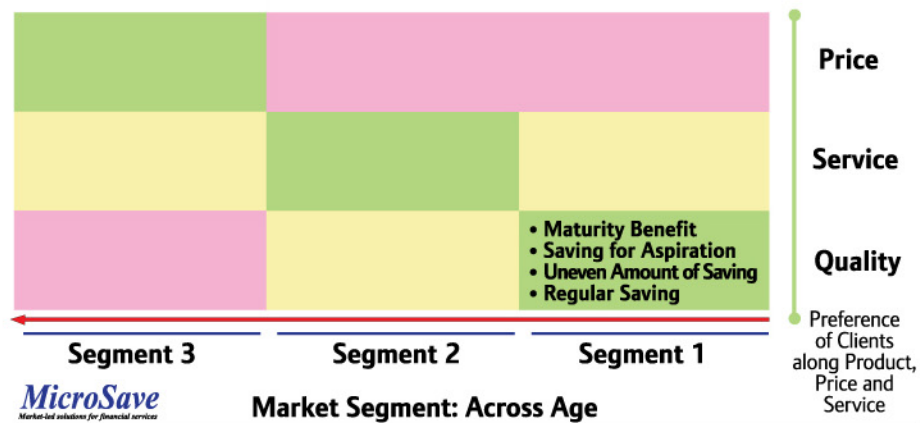 Price
Service
• Maturity Benefit
• Saving for Aspiration
• Uneven Amount of Saving
• Regular Saving
Quality
Segment 3
Segment 2
Segment 1
Preference
of Clients
along Product,
Price and
Service
MicroSave
Market-led solutions for financial services
Market Segment: Across Age